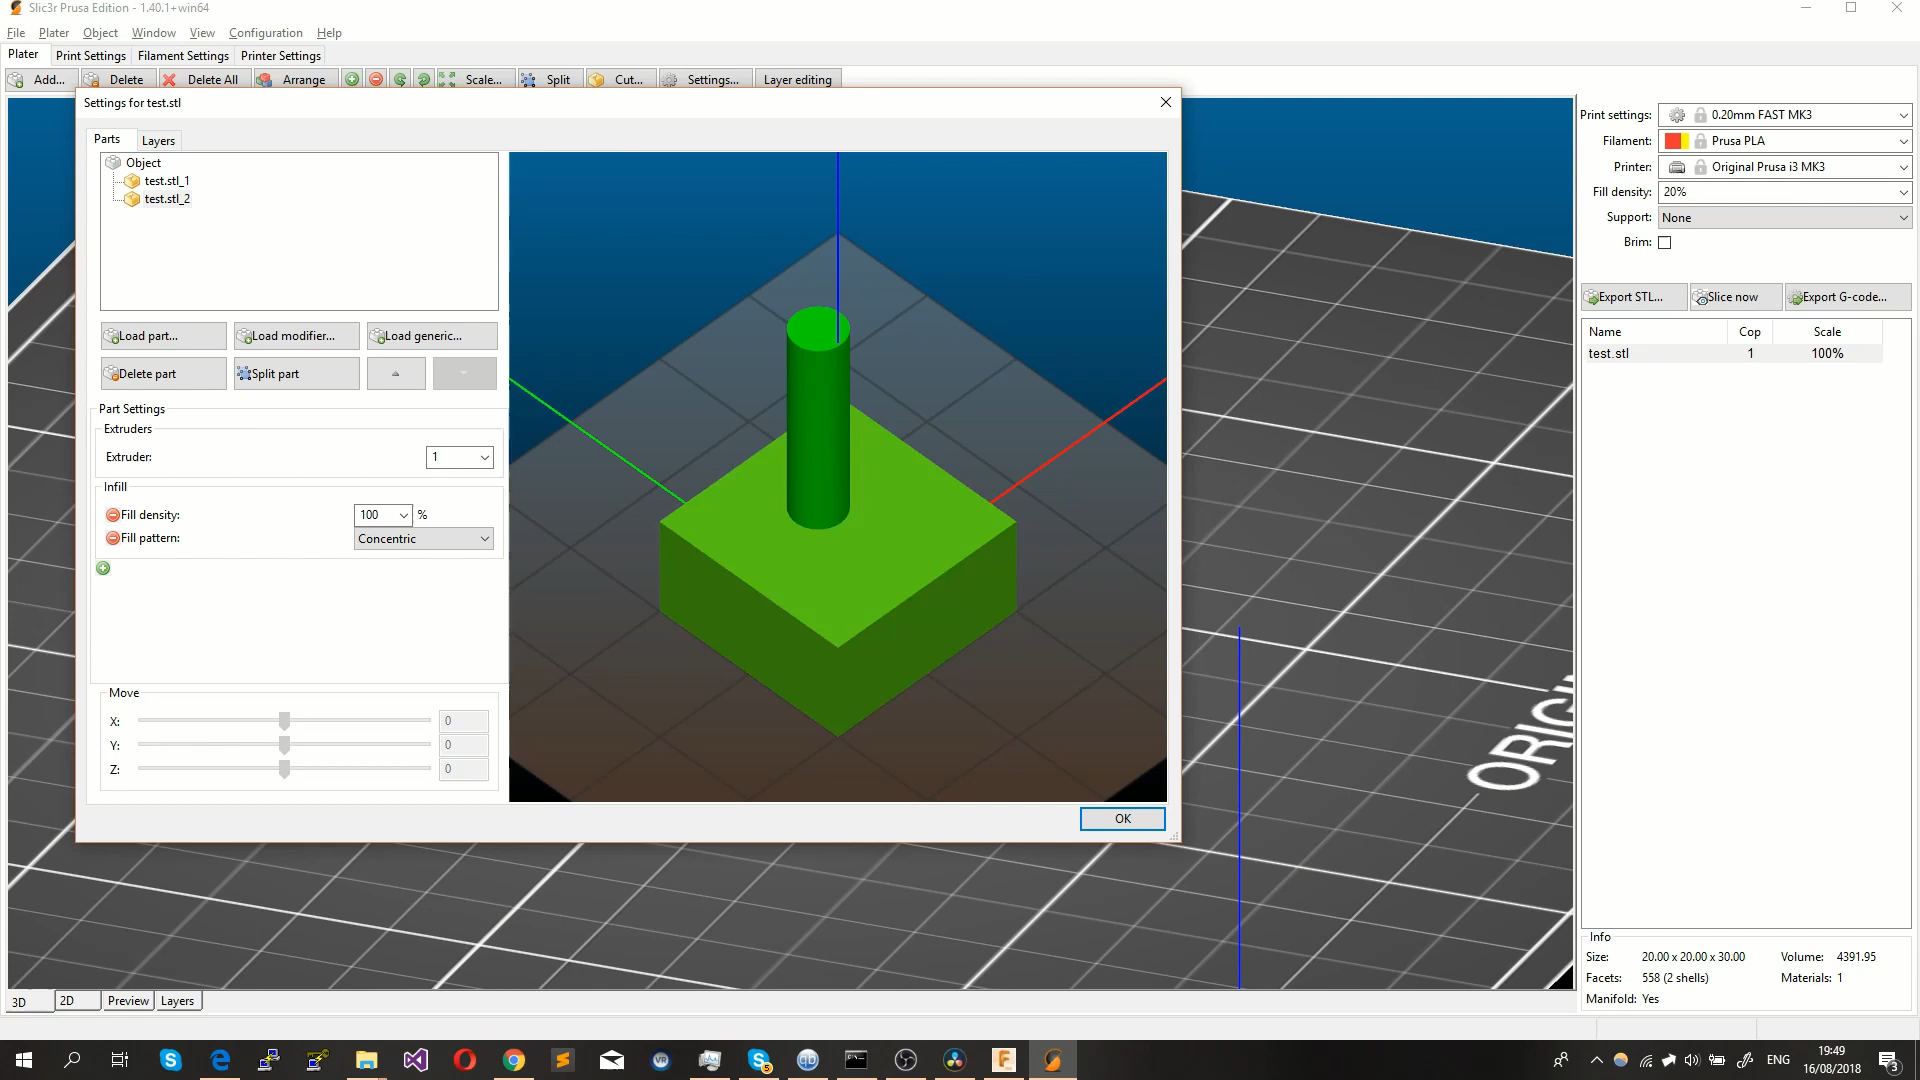 Slic3r Prusa Edition - 1.40.1+win64
File Plater Object Window View Configuration Help
Plater Print Settings Filament Settings Printer Settings
Add... Delete Delete All Arrange Scale... Split Cut... Settings... Layer editing
Settings for test.stl
Parts Layers
Object
test.stl_1
test.stl_2
Load part... Load modifier... Load generic...
Delete part Split part
Part Settings
Extruders
Extruder: 1
Infill
Fill density: 100 %
Fill pattern: Concentric
Move
X: 0
Y: 0
Z: 0
OK
ORIGI
Print settings: 0.20mm FAST MK3
Filament: Prusa PLA
Printer: Original Prusa i3 MK3
Fill density: 20%
Support: None
Brim:
Export STL... Slice now Export G-code...
Name Cop Scale
test.stl 1 100%
Info
Size: 20.00 x 20.00 x 30.00 Volume: 4391.95
Facets: 558 (2 shells) Materials: 1
Manifold: Yes
3D 2D Preview Layers
ENG
19:49
16/08/2018
3
5
VR